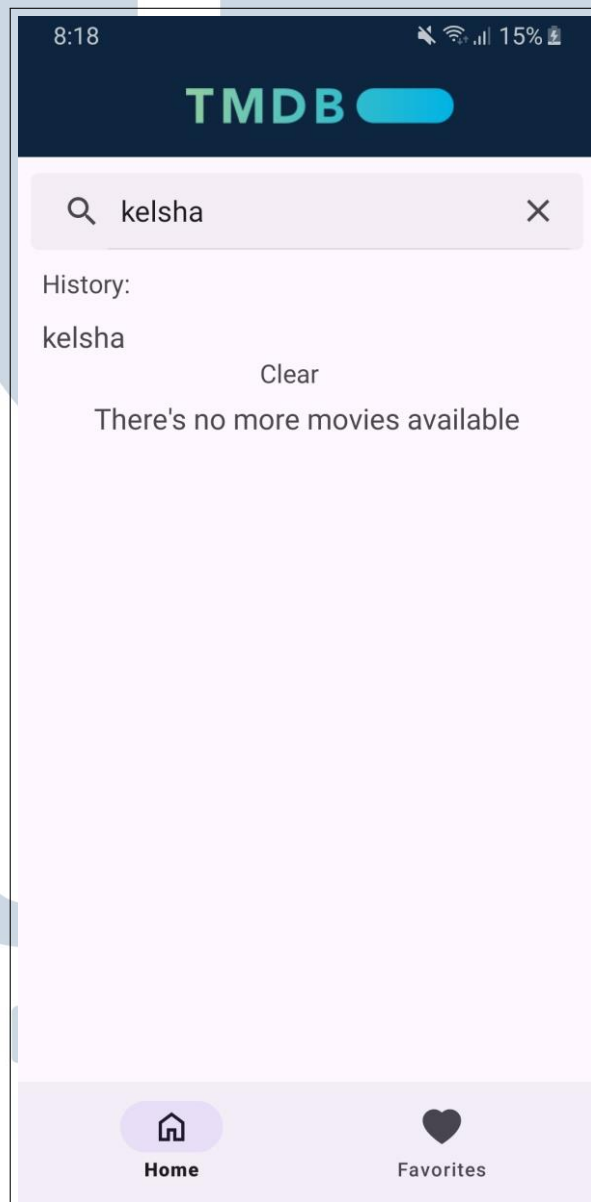 8:18 15%
TMDB
kelsha
History:
kelsha
Clear
There's no more movies available
Home Favorites